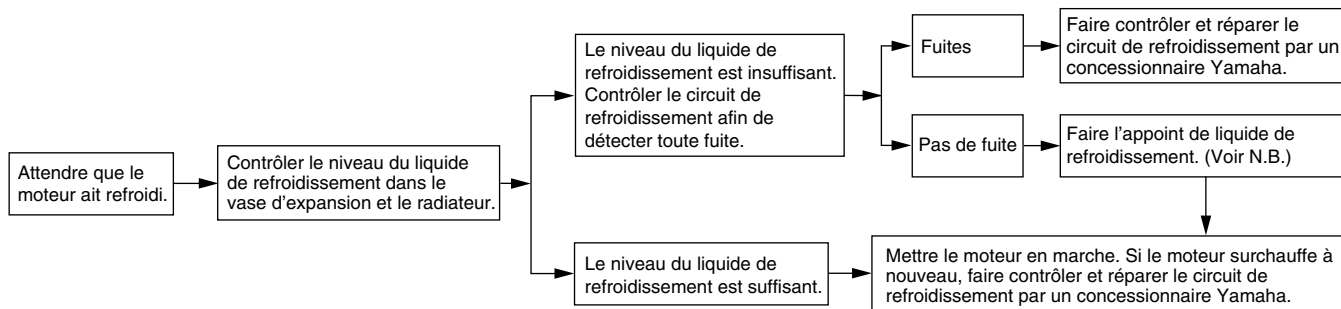 Attendre que le
moteur ait refroidi.
Contrôler le niveau du liquide
de refroidissement dans le
vase d'expansion et le radiateur.
Le niveau du liquide de
refroidissement est insuffisant.
Contrôler le circuit de
refroidissement afin de
détecter toute fuite.
Fuites
Faire contrôler et réparer le
circuit de refroidissement par un
concessionnaire Yamaha.
Pas de fuite
Faire l'appoint de liquide de
refroidissement. (Voir N.B.)
Le niveau du liquide de
refroidissement est suffisant.
Mettre le moteur en marche. Si le moteur surchauffe à
nouveau, faire contrôler et réparer le circuit de
refroidissement par un concessionnaire Yamaha.